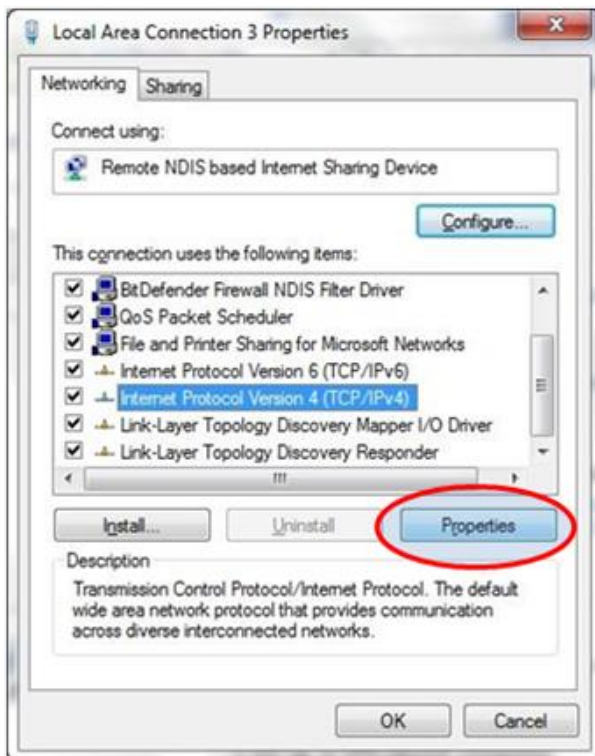 Local Area Connection 3 Properties
Networking
Sharing
Connect using:
Remote NDIS based Internet Sharing Device
Configure...
This connection uses the following items:
BitDefender Firewall NDIS Filter Driver
QoS Packet Scheduler
File and Printer Sharing for Microsoft Networks
Internet Protocol Version 6 (TCP/IPv6)
Internet Protocol Version 4 (TCP/IPv4)
Link-Layer Topology Discovery Mapper I/O Driver
Link-Layer Topology Discovery Responder
Install...
Uninstall
Properties
Description
Transmission Control Protocol/Internet Protocol. The default
wide area network protocol that provides communication
across diverse interconnected networks.
OK
Cancel